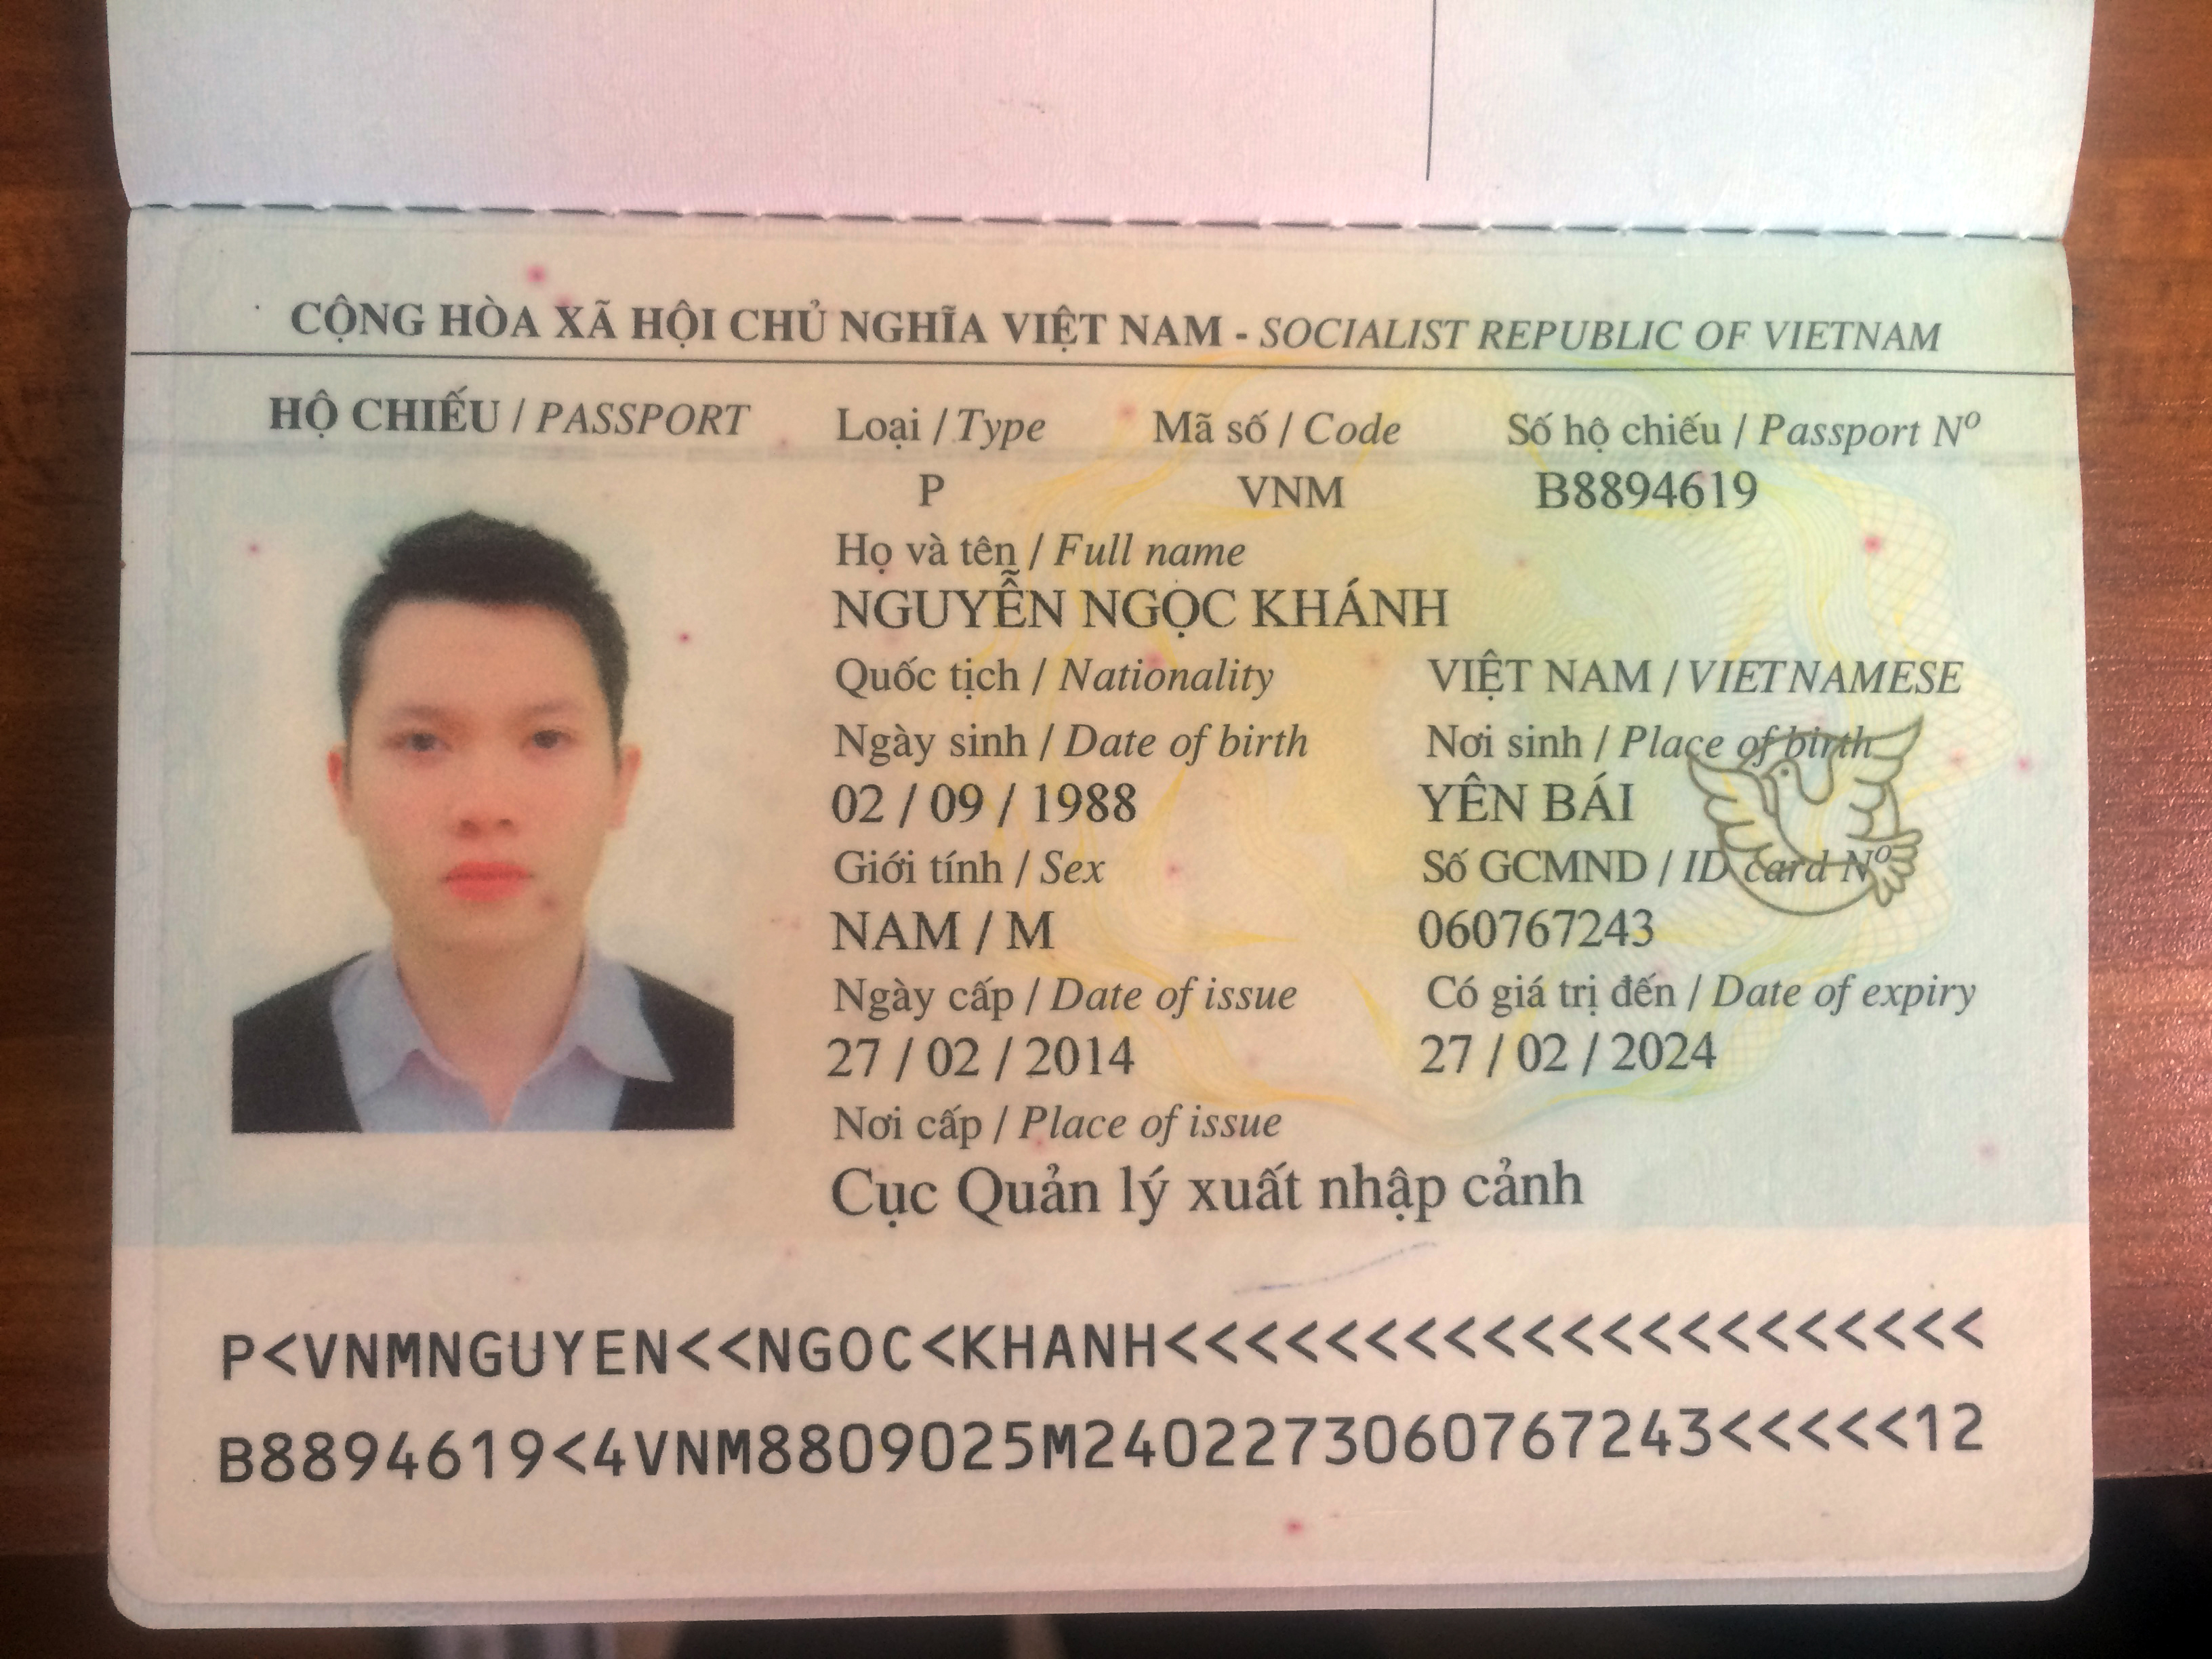 CỘNG HÒA XÃ HỘI CHỦ NGHĨA VIỆT NAM - SOCIALIST REPUBLIC OF VIETNAM
HỘ CHIẾU / PASSPORT Loại / Type Mã số / Code Số hộ chiếu / Passport Nº
P VNM B8894619
Họ và tên / Full name
NGUYỄN NGỌC KHÁNH
Quốc tịch / Nationality VIỆT NAM / VIETNAMESE
Ngày sinh / Date of birth Nơi sinh / Place of birth
02 / 09 / 1988 YÊN BÁI
Giới tính / Sex Số GCMND / ID card Nº
NAM / M 060767243
Ngày cấp / Date of issue Có giá trị đến / Date of expiry
27 / 02 / 2014 27 / 02 / 2024
Nơi cấp / Place of issue
Cục Quản lý xuất nhập cảnh
P<VNMNGUYEN<<NGOC<KHANH<<<<<<<<<<<<<<<<<<<<<
B8894619<4VNM8809025M2402273060767243<<<<<12